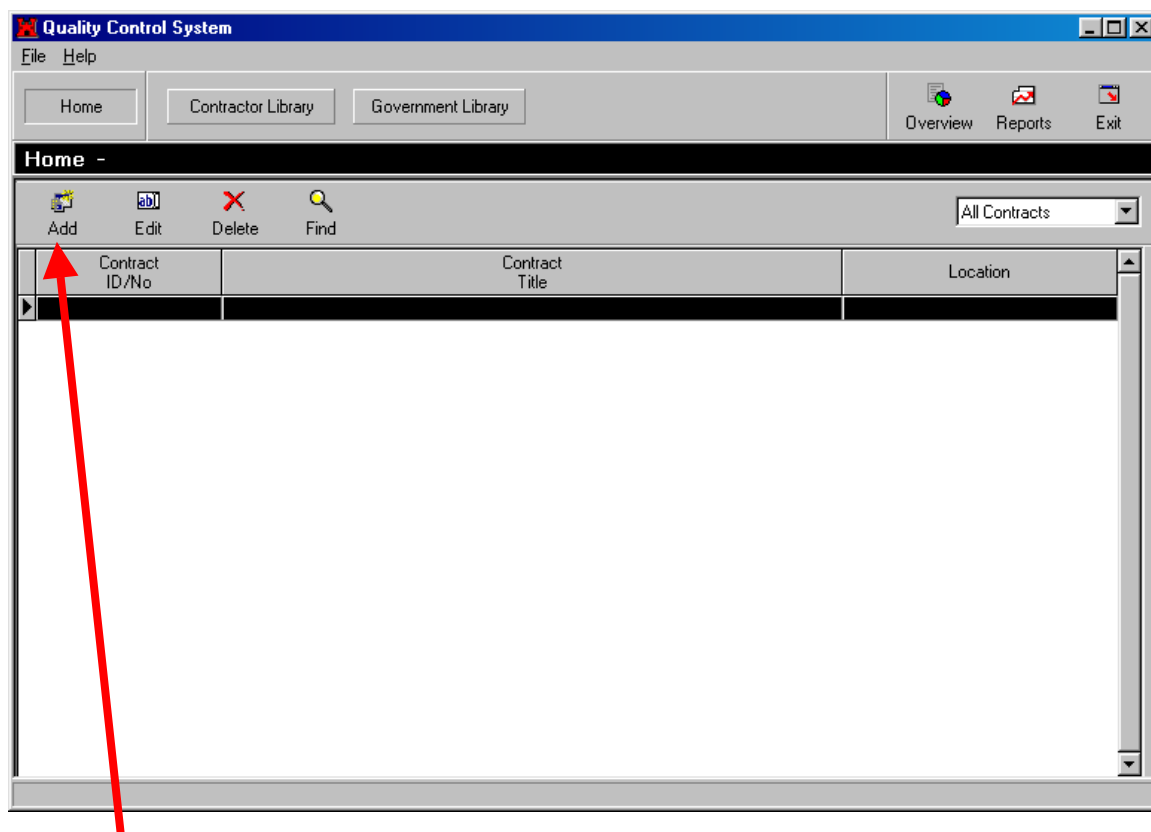 Quality Control System
File Help
Home Contractor Library Government Library Overview Reports Exit
Home -
Add Edit Delete Find All Contracts
Contract
ID/No
Contract
Title
Location